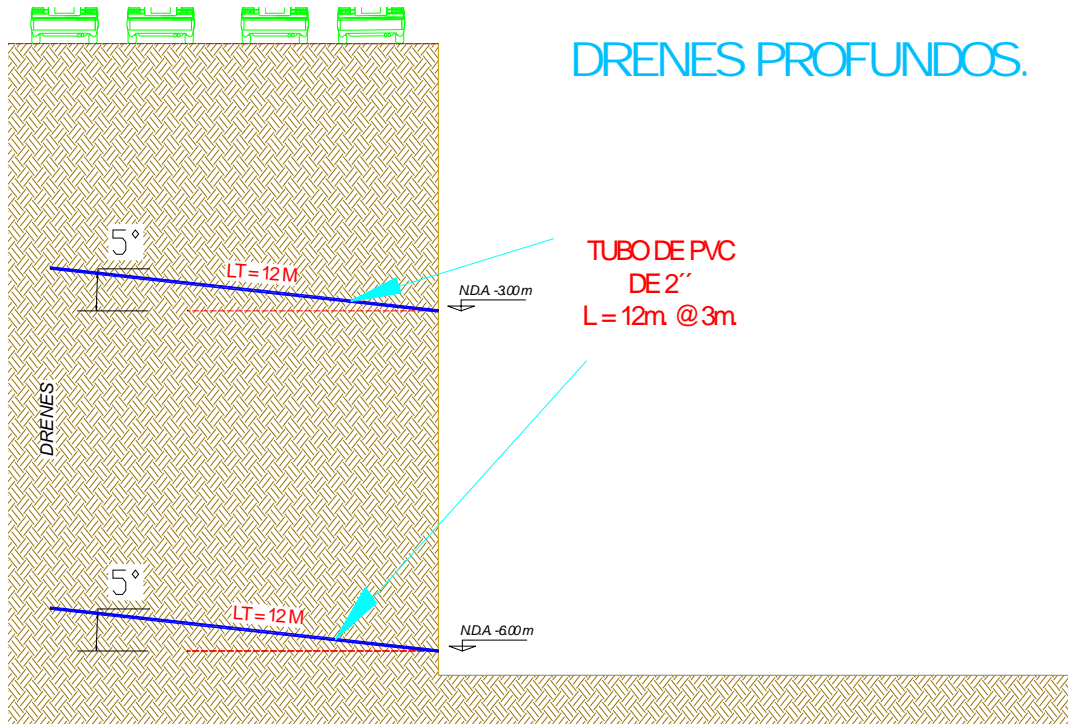 DRENES PROFUNDOS.
5°
LT = 12 M
TUBO DE PVC
DE 2´´
L = 12m. @ 3m.
N.D.A -3.00 m
DRENES
5°
LT = 12 M
N.D.A -6.00 m